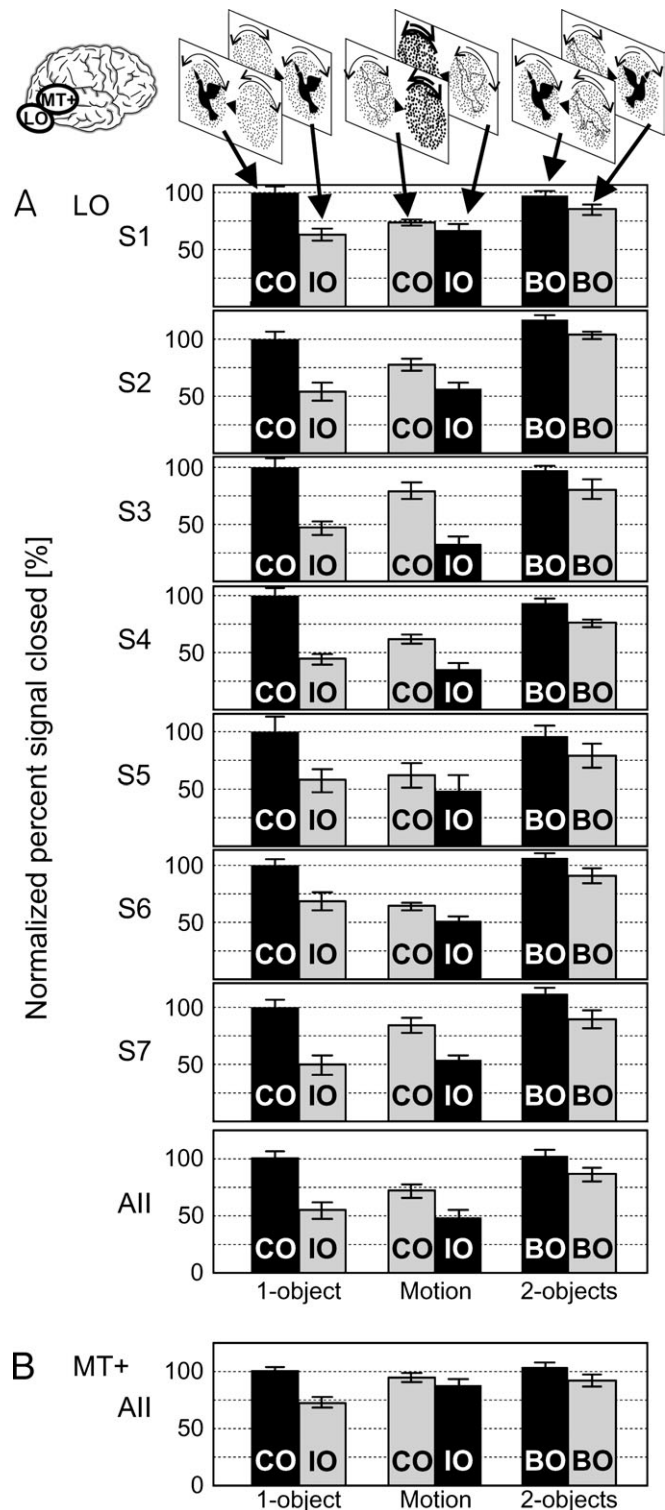 MT+
LO
A LO
S1
100
50
CO IO CO IO BO BO
S2
100
50
CO IO CO IO BO BO
S3
100
50
CO IO CO IO BO BO
S4
100
50
CO IO CO IO BO BO
S5
100
50
CO IO CO IO BO BO
S6
100
50
CO IO CO IO BO BO
S7
100
50
CO IO CO IO BO BO
All
100
50
0
CO IO CO IO BO BO
1-object Motion 2-objects
Normalized percent signal closed [%]
B MT+
All
100
50
0
CO IO CO IO BO BO
1-object Motion 2-objects